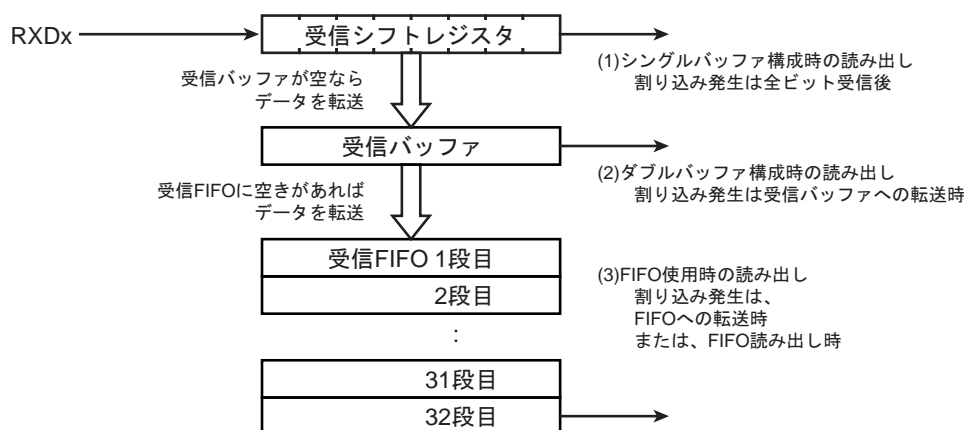 RXDx
受信シフトレジスタ
(1)シングルバッファ構成時の読み出し
割り込み発生は全ビット受信後
受信バッファが空なら
データを転送
受信バッファ
(2)ダブルバッファ構成時の読み出し
割り込み発生は受信バッファへの転送時
受信FIFOに空きがあれば
データを転送
受信FIFO 1段目
2段目
:
31段目
32段目
(3)FIFO使用時の読み出し
割り込み発生は、
FIFOへの転送時
または、FIFO読み出し時